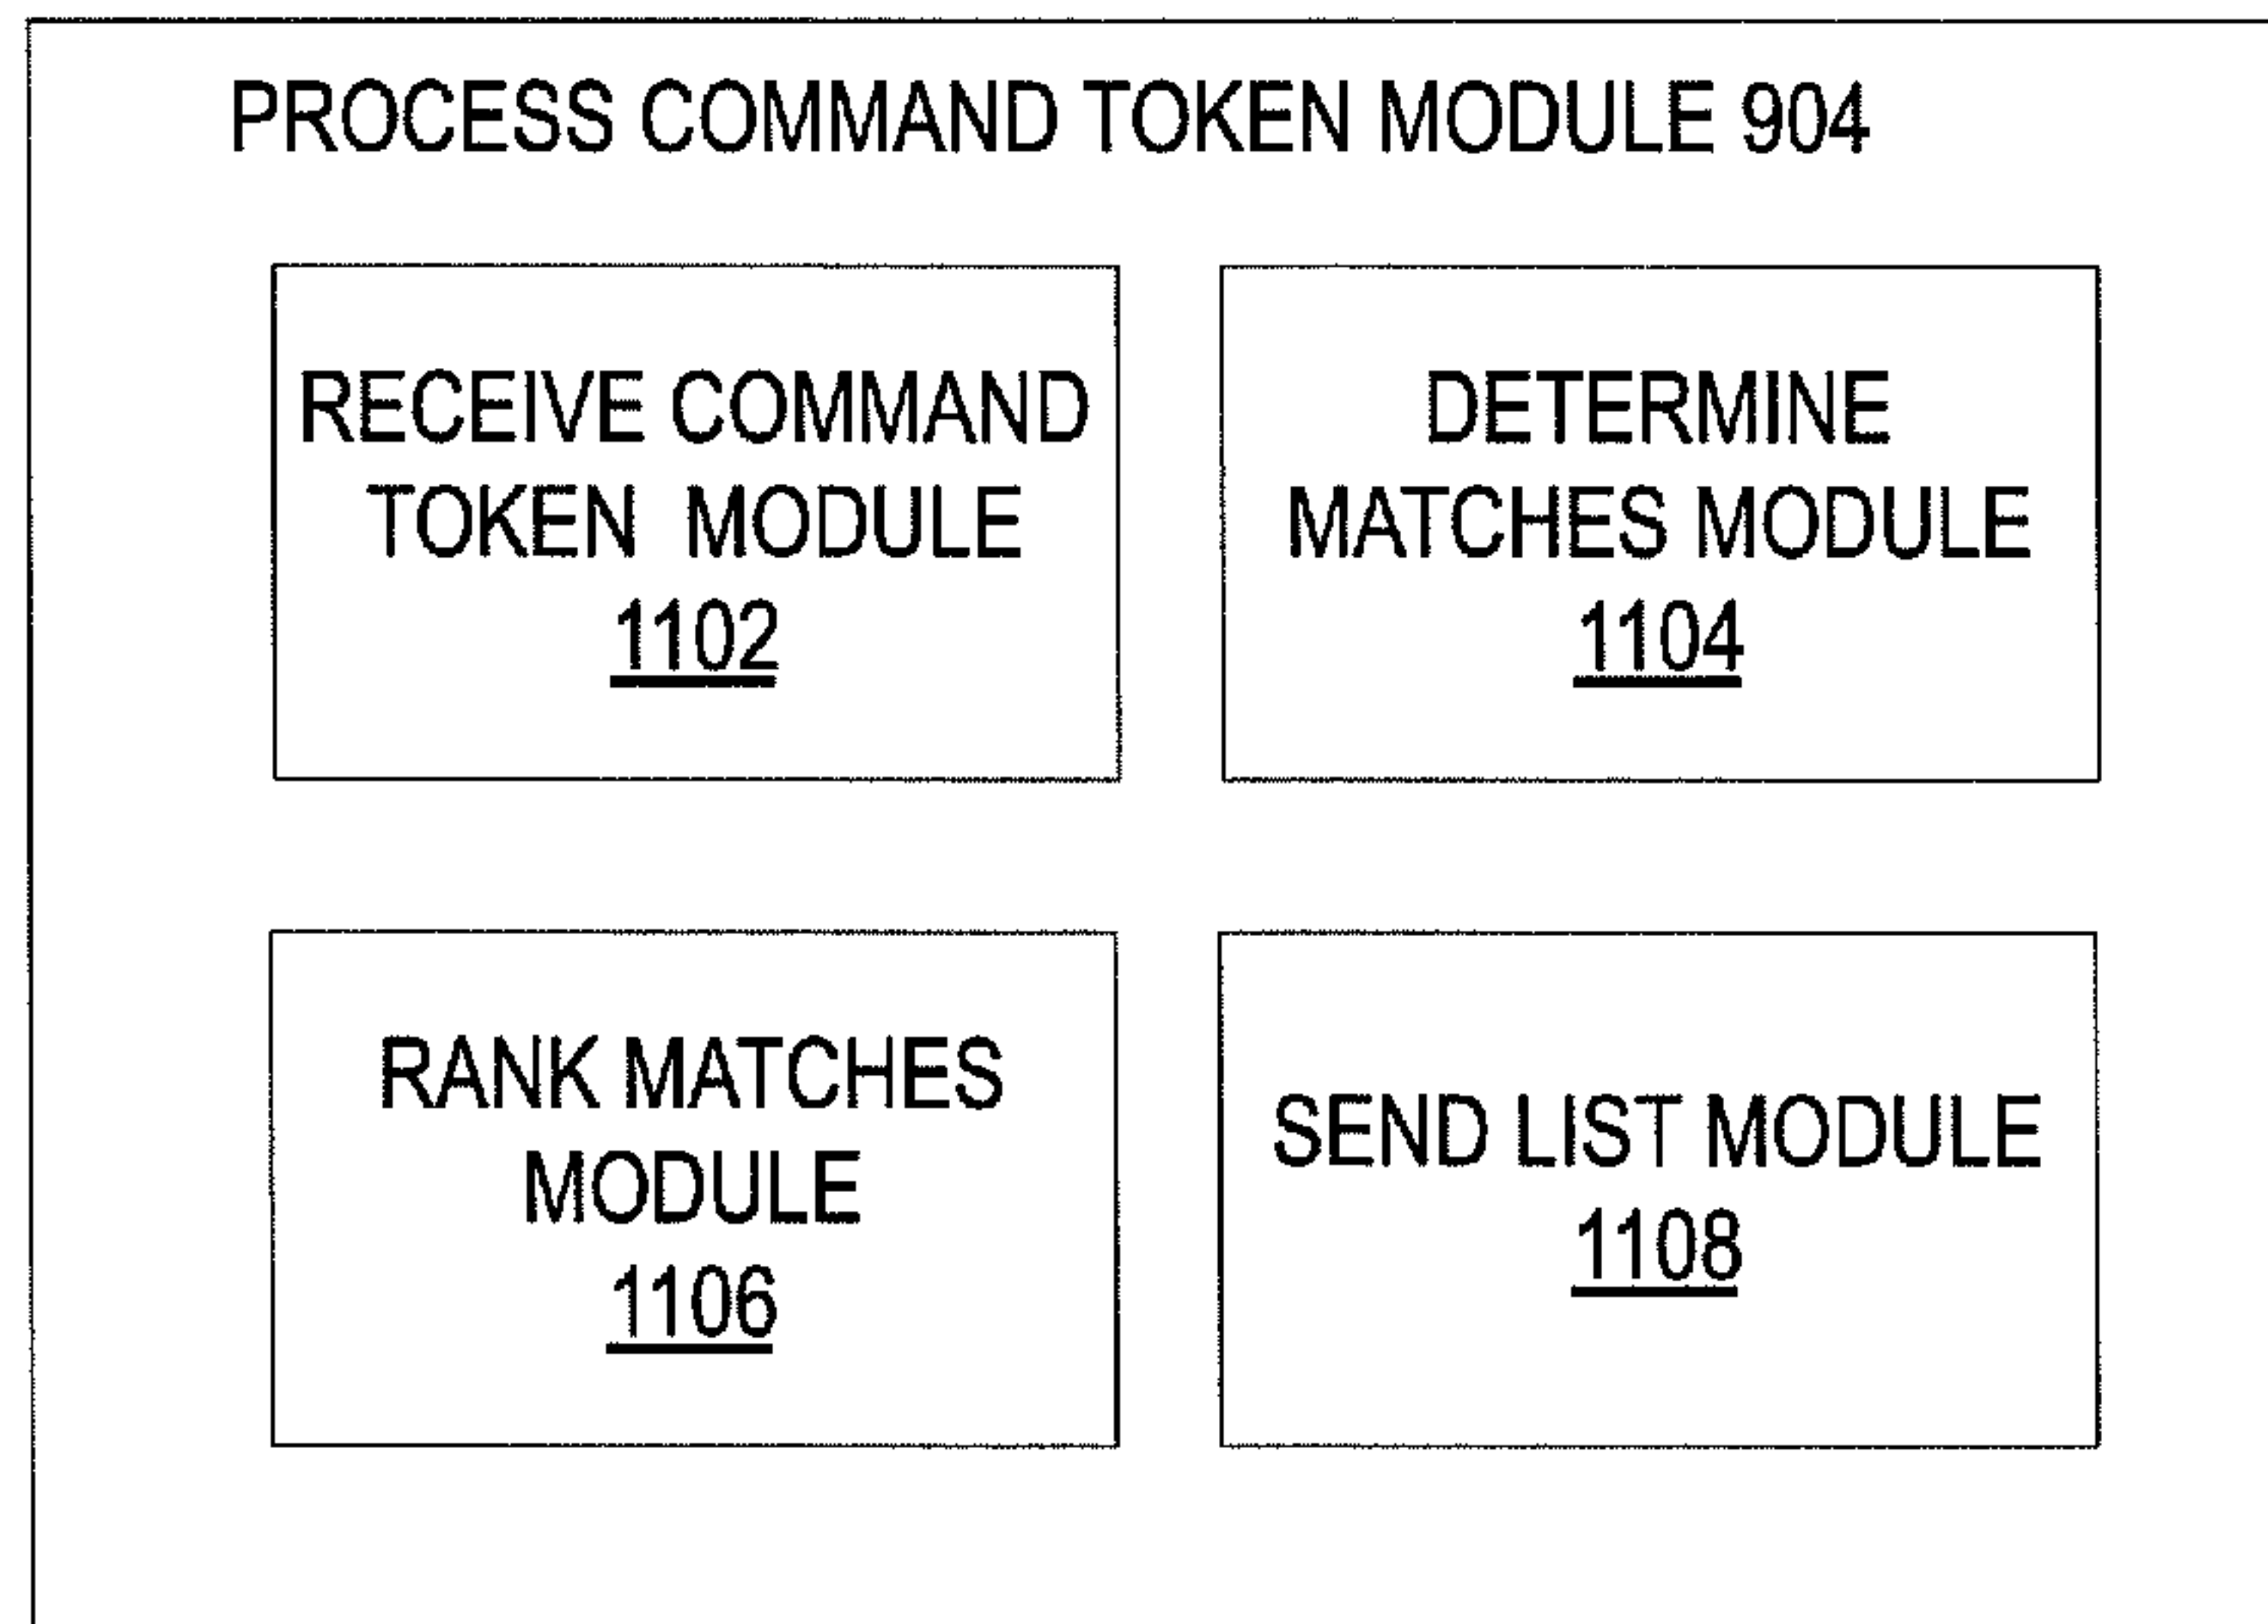 PROCESS COMMAND TOKEN MODULE 904
RECEIVE COMMAND
TOKEN MODULE
1102
DETERMINE
MATCHES MODULE
1104
RANK MATCHES
MODULE
1106
SEND LIST MODULE
1108